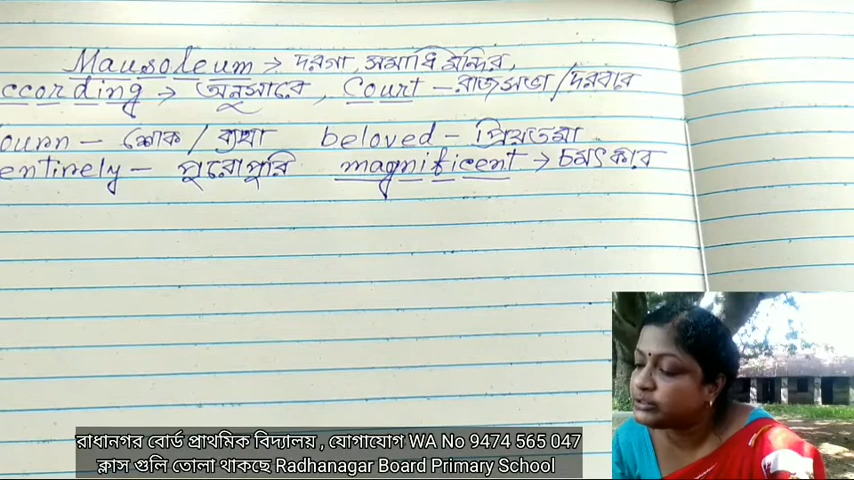 Mausoleum → দরগা, সমাধি মন্দির,
ccording → অনুসারে, Court - রাজসভা/দরবার
ourn - শোক / ব্যথা beloved - প্রিয়তমা
entirely - পুরোপুরি magnificent → চমৎকার
রাধানগর বোর্ড প্রাথমিক বিদ্যালয়, যোগাযোগ WA No 9474 565 047
ক্লাস গুলি তোলা থাকছে Radhanagar Board Primary School